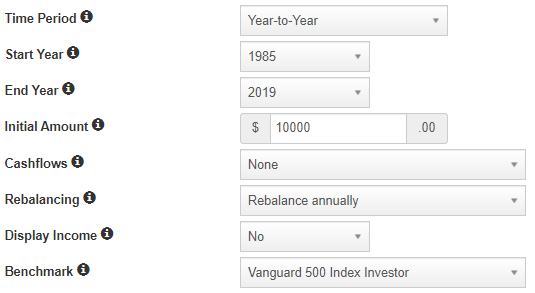 Time Period
Year-to-Year
Start Year
1985
End Year
2019
Initial Amount
$ 10000 .00
Cashflows
None
Rebalancing
Rebalance annually
Display Income
No
Benchmark
Vanguard 500 Index Investor